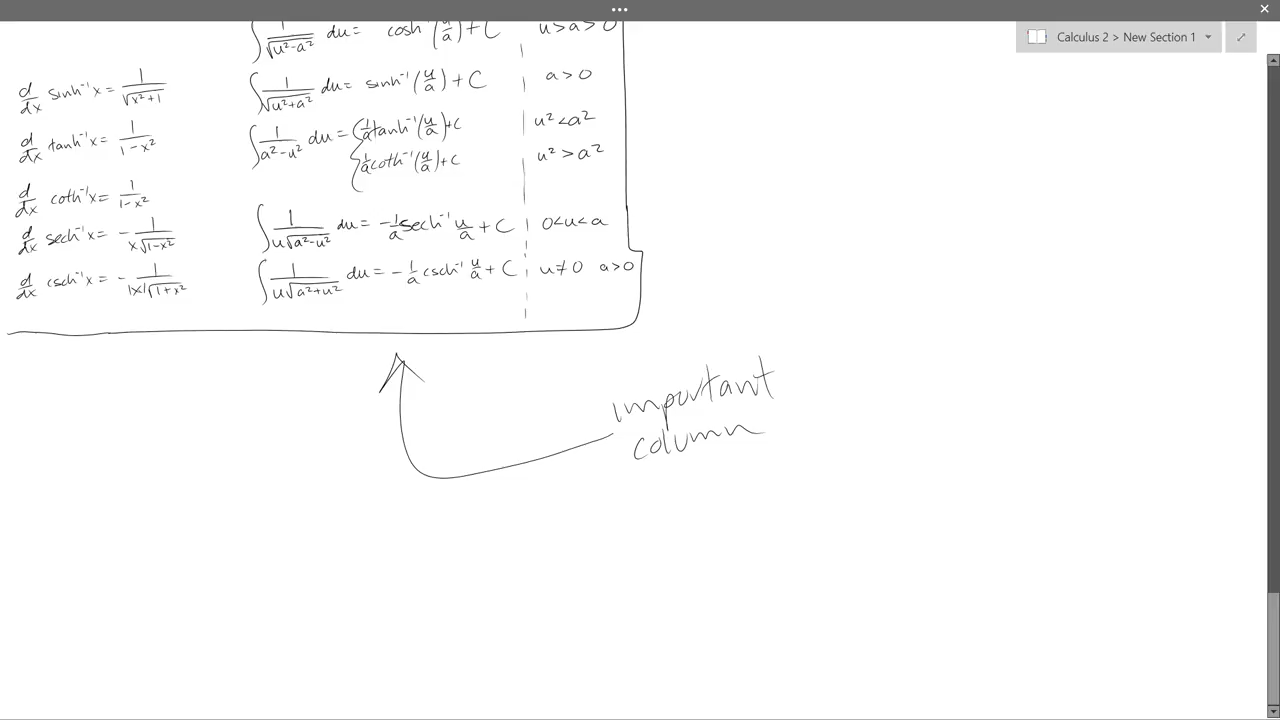 Calculus 2 > New Section 1
∫ 1/√(u²-a²) du = cosh⁻¹(u/a) + C u>a>0
d/dx sinh⁻¹x = 1/√(x²+1) ∫ 1/√(u²+a²) du = sinh⁻¹(u/a) + C a>0
d/dx tanh⁻¹x = 1/(1-x²) ∫ 1/(a²-u²) du = { 1/a tanh⁻¹(u/a)+C u²<a²
1/a coth⁻¹(u/a)+C u²>a²
d/dx coth⁻¹x = 1/(1-x²)
d/dx sech⁻¹x = - 1/(x√(1-x²)) ∫ 1/(u√(a²-u²)) du = -1/a sech⁻¹ u/a + C 0<u<a
d/dx csch⁻¹x = - 1/(|x|√(1+x²)) ∫ 1/(u√(a²+u²)) du = - 1/a csch⁻¹ u/a + C u≠0 a>0
important
column